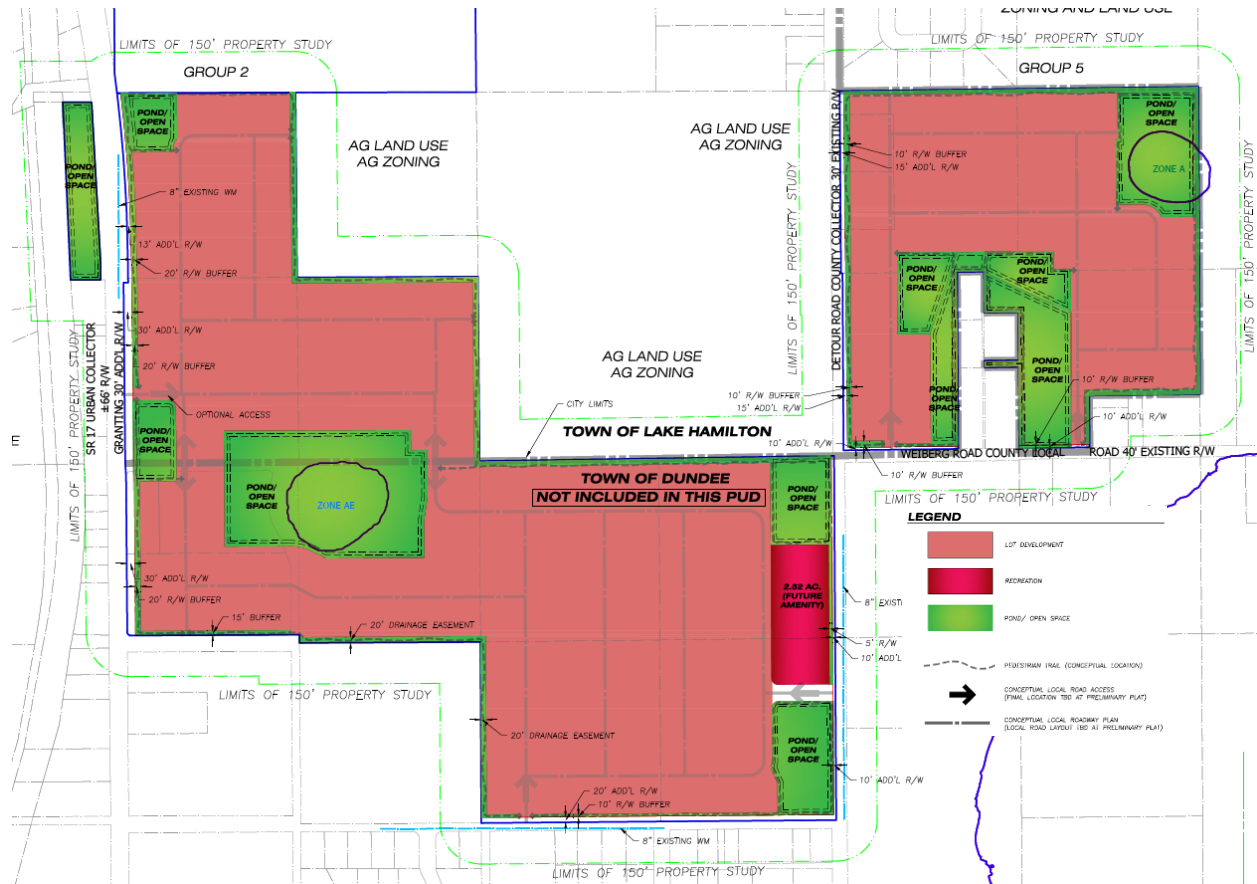 ZONING AND LAND USE
LIMITS OF 150' PROPERTY STUDY
LIMITS OF 150' PROPERTY STUDY
GROUP 2
GROUP 5
POND/
OPEN
SPACE
POND/
OPEN
SPACE
AG LAND USE
AG ZONING
AG LAND USE
AG ZONING
10' R/W BUFFER
15' ADD'L R/W
ZONE A
POND/
OPEN
SPACE
8" EXISTING WM
13' ADD'L R/W
20' R/W BUFFER
30' ADD'L R/W
20' R/W BUFFER
OPTIONAL ACCESS
LIMITS OF 150' PROPERTY STUDY
SR 17 URBAN COLLECTOR
±66' R/W
GRANTING 30' ADD'L R/W
LIMITS OF 150' PROPERTY STUDY
DETOUR ROAD COUNTY COLLECTOR 30' EXISTING R/W
LIMITS OF 150' PROPERTY STUDY
POND/
OPEN
SPACE
POND/
OPEN
SPACE
POND/
OPEN
SPACE
POND/
OPEN
SPACE
AG LAND USE
AG ZONING
10' R/W BUFFER
15' ADD'L R/W
10' R/W BUFFER
10' ADD'L R/W
CITY LIMITS
TOWN OF LAKE HAMILTON
10' ADD'L R/W
WEIBERG ROAD COUNTY LOCAL
ROAD 40' EXISTING R/W
10' R/W BUFFER
LIMITS OF 150' PROPERTY STUDY
E
POND/
OPEN
SPACE
POND/
OPEN
SPACE
ZONE AE
TOWN OF DUNDEE
NOT INCLUDED IN THIS PUD
POND/
OPEN
SPACE
2.82 AC.
(FUTURE
AMENITY)
8" EXISTI
5' R/W
10' ADD'L
30' ADD'L R/W
20' R/W BUFFER
15' BUFFER
20' DRAINAGE EASEMENT
LIMITS OF 150' PROPERTY STUDY
20' DRAINAGE EASEMENT
POND/
OPEN
SPACE
10' ADD'L R/W
20' ADD'L R/W
10' R/W BUFFER
8" EXISTING WM
LIMITS OF 150' PROPERTY STUDY
LEGEND
LOT DEVELOPMENT
RECREATION
POND/ OPEN SPACE
PEDESTRIAN TRAIL (CONCEPTUAL LOCATION)
CONCEPTUAL LOCAL ROAD ACCESS
(FINAL LOCATION TBD AT PRELIMINARY PLAT)
CONCEPTUAL LOCAL ROADWAY PLAN
(LOCAL ROAD LAYOUT TBD AT PRELIMINARY PLAT)